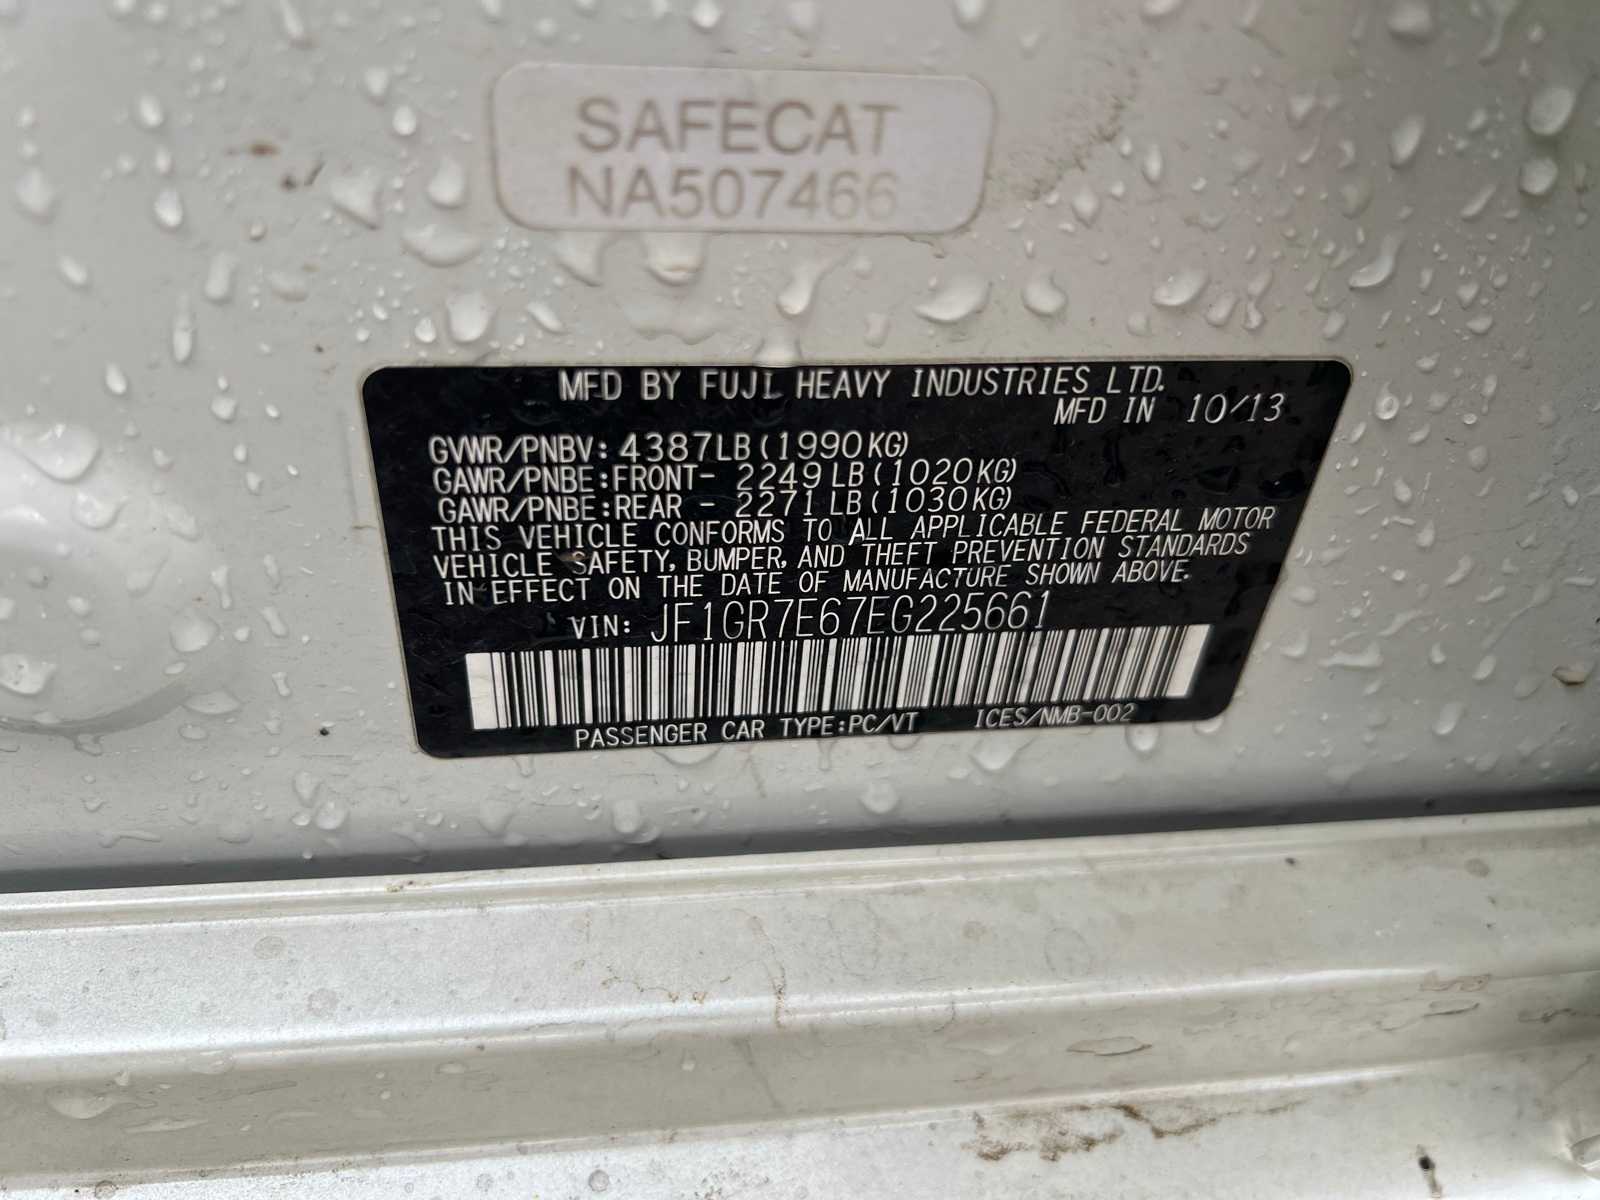 SAFECAT
NA507466
MFD BY FUJI HEAVY INDUSTRIES LTD.
MFD IN 10/13
GVWR/PNBV: 4387LB (1990KG)
GAWR/PNBE:FRONT- 2249LB (1020KG)
GAWR/PNBE:REAR - 2271LB (1030KG)
THIS VEHICLE CONFORMS TO ALL APPLICABLE FEDERAL MOTOR
VEHICLE SAFETY, BUMPER, AND THEFT PREVENTION STANDARDS
IN EFFECT ON THE DATE OF MANUFACTURE SHOWN ABOVE.
VIN: JF1GR7E67EG225661
PASSENGER CAR TYPE:PC/VT ICES/NMB-002